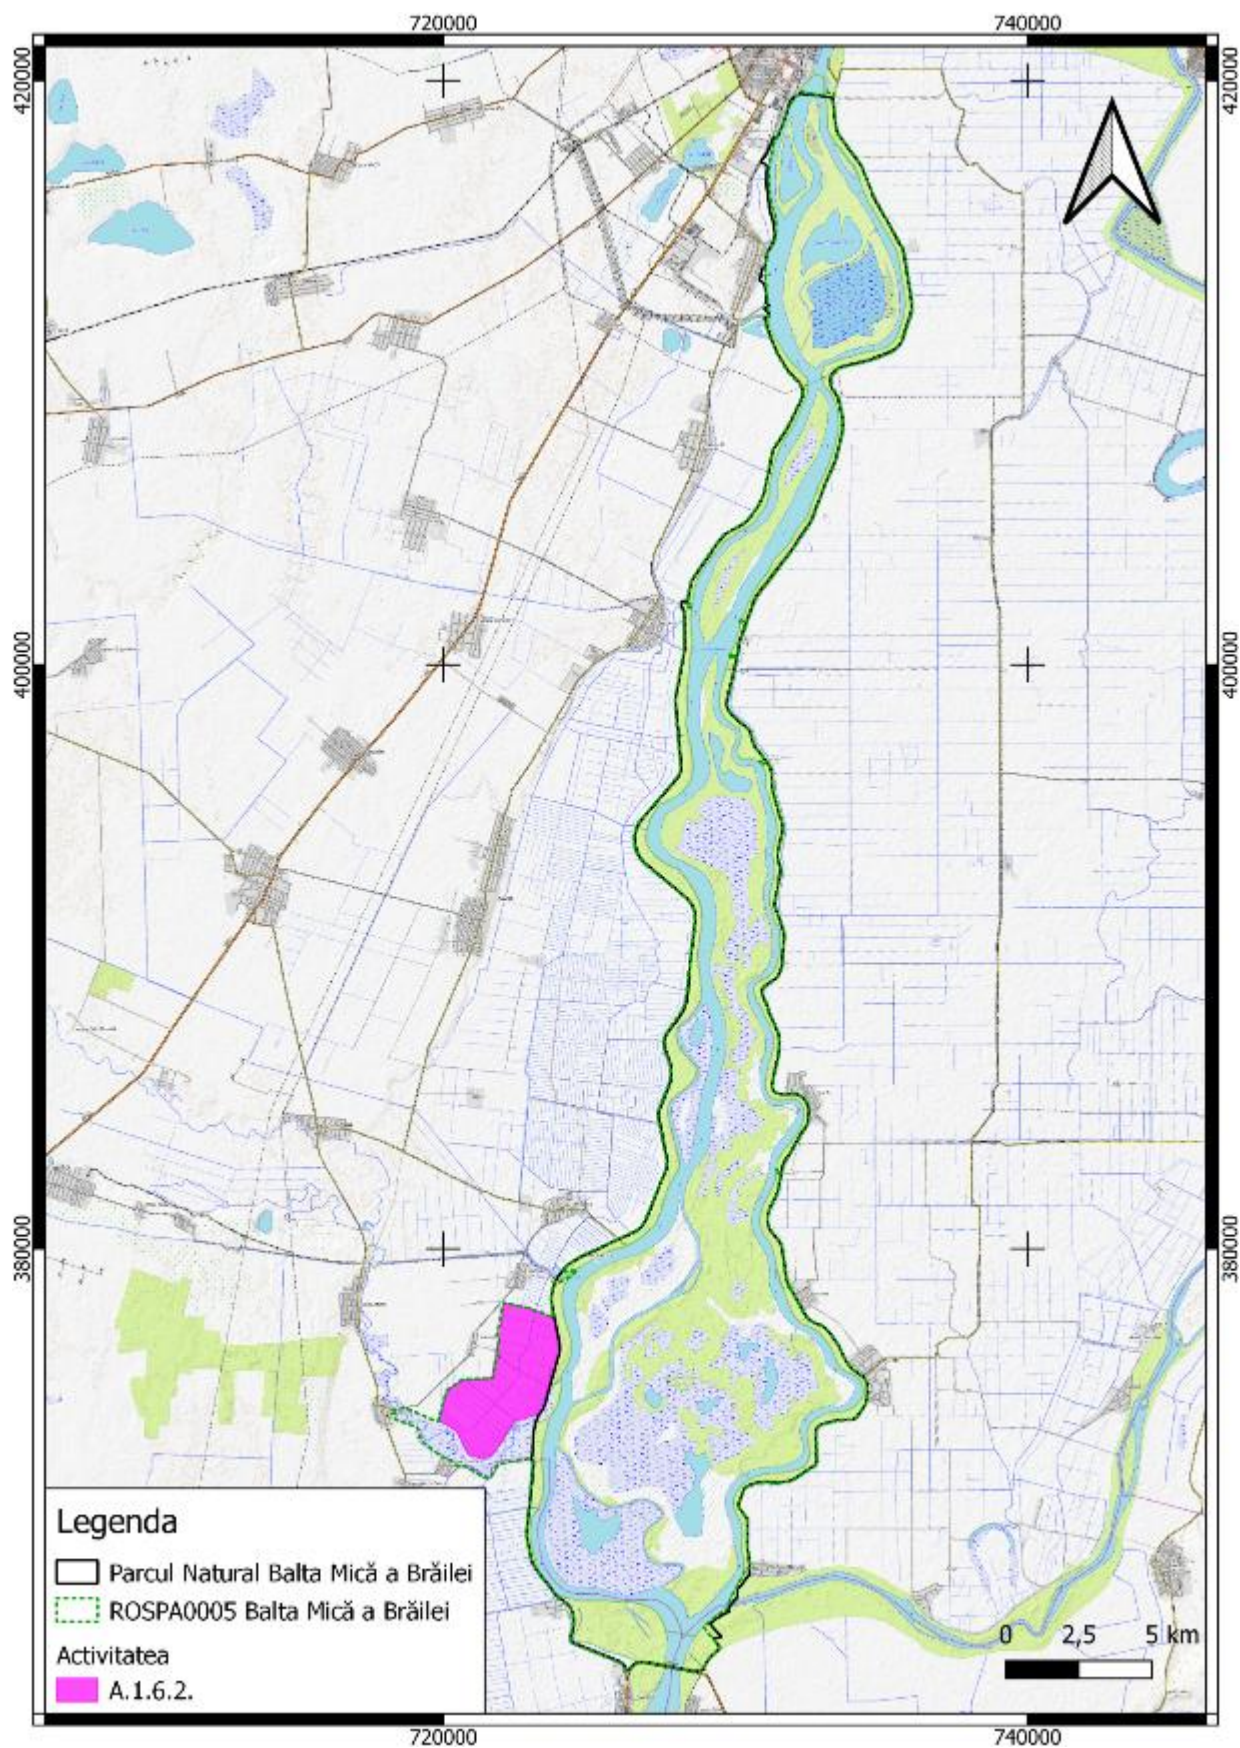 720000 740000
420000 420000
400000 400000
380000 380000
Legenda
Parcul Natural Balta Mică a Brăilei
ROSPA0005 Balta Mică a Brăilei
Activitatea
A.1.6.2.
0 2,5 5 km
720000 740000